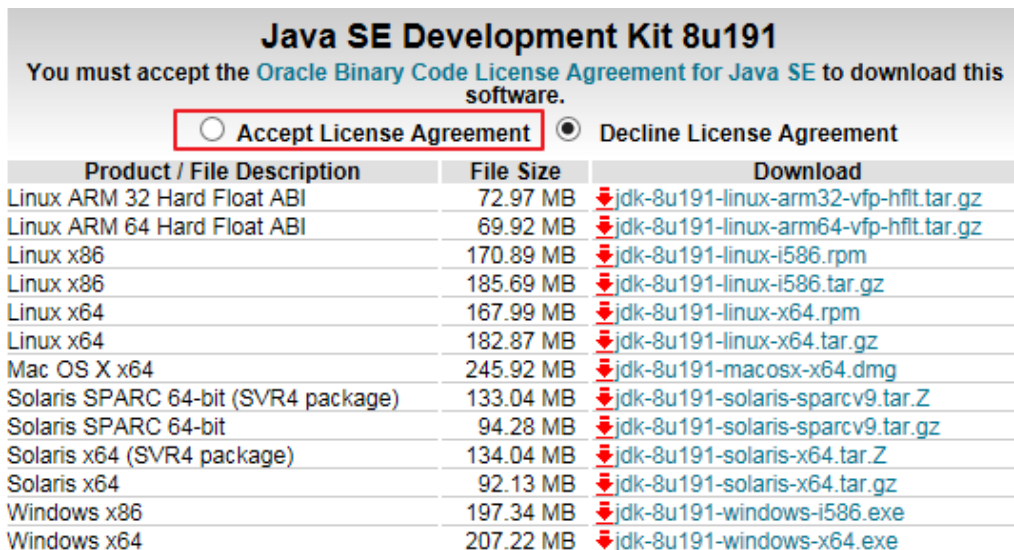 Java SE Development Kit 8u191
You must accept the Oracle Binary Code License Agreement for Java SE to download this
software.
Accept License Agreement Decline License Agreement
Product / File Description File Size Download
Linux ARM 32 Hard Float ABI 72.97 MB jdk-8u191-linux-arm32-vfp-hflt.tar.gz
Linux ARM 64 Hard Float ABI 69.92 MB jdk-8u191-linux-arm64-vfp-hflt.tar.gz
Linux x86 170.89 MB jdk-8u191-linux-i586.rpm
Linux x86 185.69 MB jdk-8u191-linux-i586.tar.gz
Linux x64 167.99 MB jdk-8u191-linux-x64.rpm
Linux x64 182.87 MB jdk-8u191-linux-x64.tar.gz
Mac OS X x64 245.92 MB jdk-8u191-macosx-x64.dmg
Solaris SPARC 64-bit (SVR4 package) 133.04 MB jdk-8u191-solaris-sparcv9.tar.Z
Solaris SPARC 64-bit 94.28 MB jdk-8u191-solaris-sparcv9.tar.gz
Solaris x64 (SVR4 package) 134.04 MB jdk-8u191-solaris-x64.tar.Z
Solaris x64 92.13 MB jdk-8u191-solaris-x64.tar.gz
Windows x86 197.34 MB jdk-8u191-windows-i586.exe
Windows x64 207.22 MB jdk-8u191-windows-x64.exe